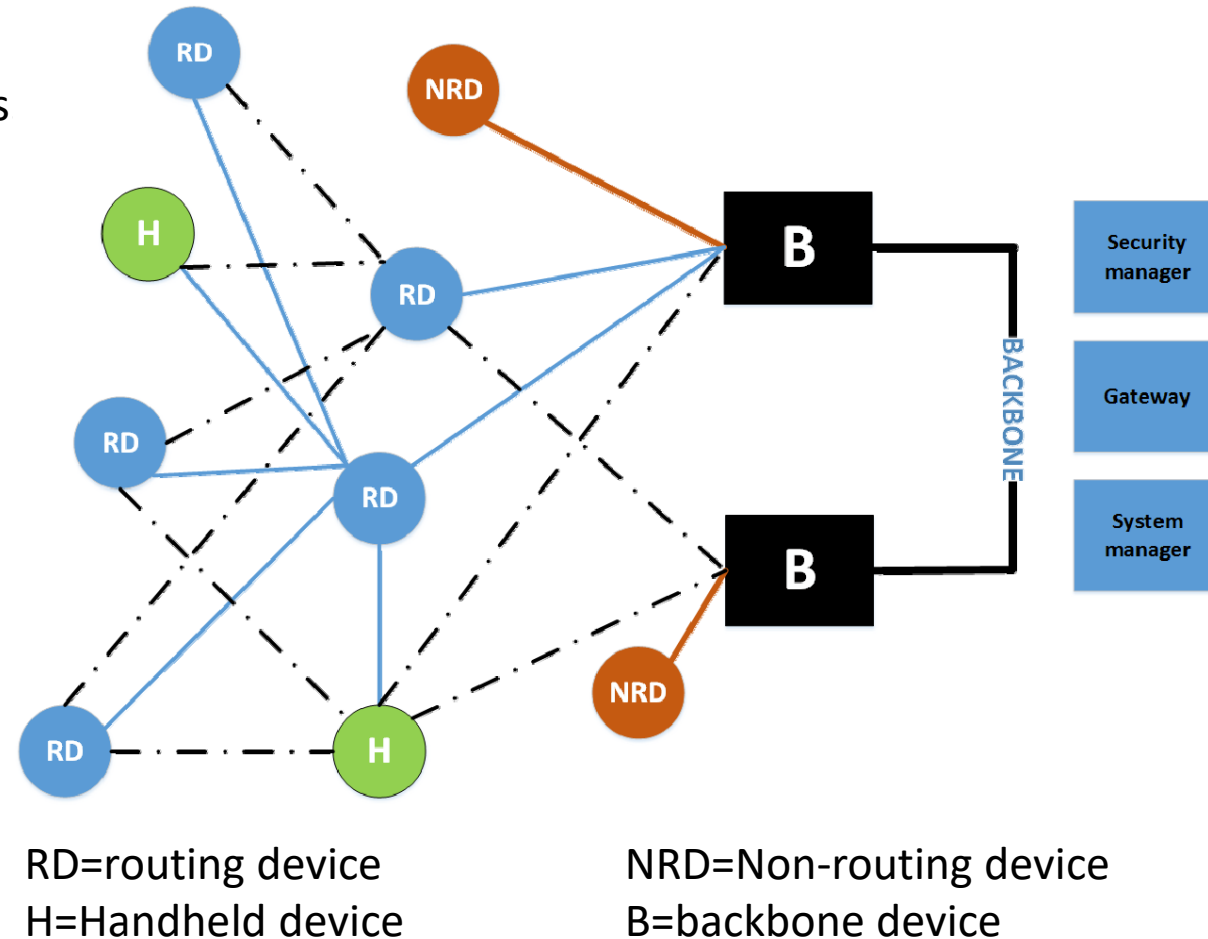 RD
NRD
s
H
B
Security
manager
RD
BACKBONE
Gateway
RD
RD
System
manager
B
NRD
RD
H
RD=routing device
NRD=Non-routing device
H=Handheld device
B=backbone device